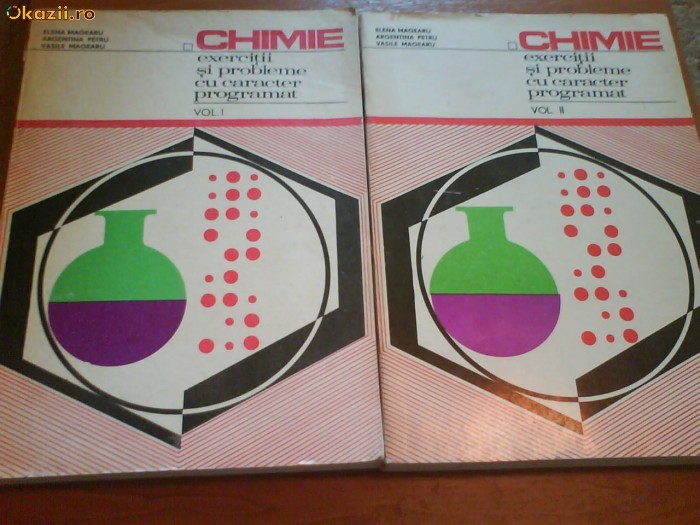 Okazii.ro
ELENA MAGEARU
ARGENTINA PETRU
VASILE MAGEARU
CHIMIE
exerciții
și probleme
cu caracter
programat
VOL. I
ELENA MAGEARU
ARGENTINA PETRU
VASILE MAGEARU
CHIMIE
exerciții
și probleme
cu caracter
programat
VOL. II